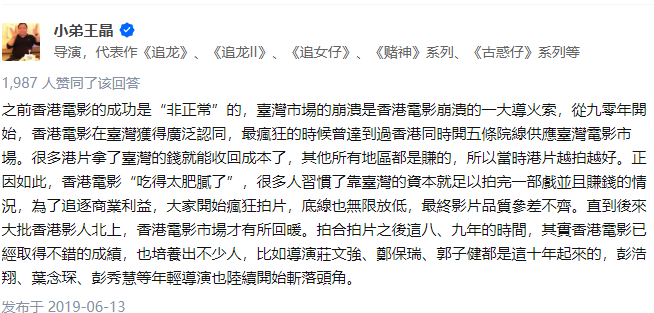 小弟王晶
导演，代表作《追龙》、《追龙II》、《追女仔》、《赌神》系列、《古惑仔》系列等
1,987 人赞同了该回答
之前香港電影的成功是“非正常”的，臺灣市場的崩潰是香港電影崩潰的一大導火索，從九零年開
始，香港電影在臺灣獲得廣泛認同，最瘋狂的時候曾達到過香港同時開五條院線供應臺灣電影市
場。很多港片拿了臺灣的錢就能收回成本了，其他所有地區都是賺的，所以當時港片越拍越好。正
因如此，香港電影“吃得太肥膩了”，很多人習慣了靠臺灣的資本就足以拍完一部戲並且賺錢的情
況，為了追逐商業利益，大家開始瘋狂拍片，底線也無限放低，最終影片品質參差不齊。直到後來
大批香港影人北上，香港電影市場才有所回暖。拍合拍片之後這八、九年的時間，其實香港電影已
經取得不錯的成績，也培養出不少人，比如導演莊文強、鄭保瑞、郭子健都是這十年起來的，彭浩
翔、葉念琛、彭秀慧等年輕導演也陸續開始斬落頭角。
发布于 2019-06-13